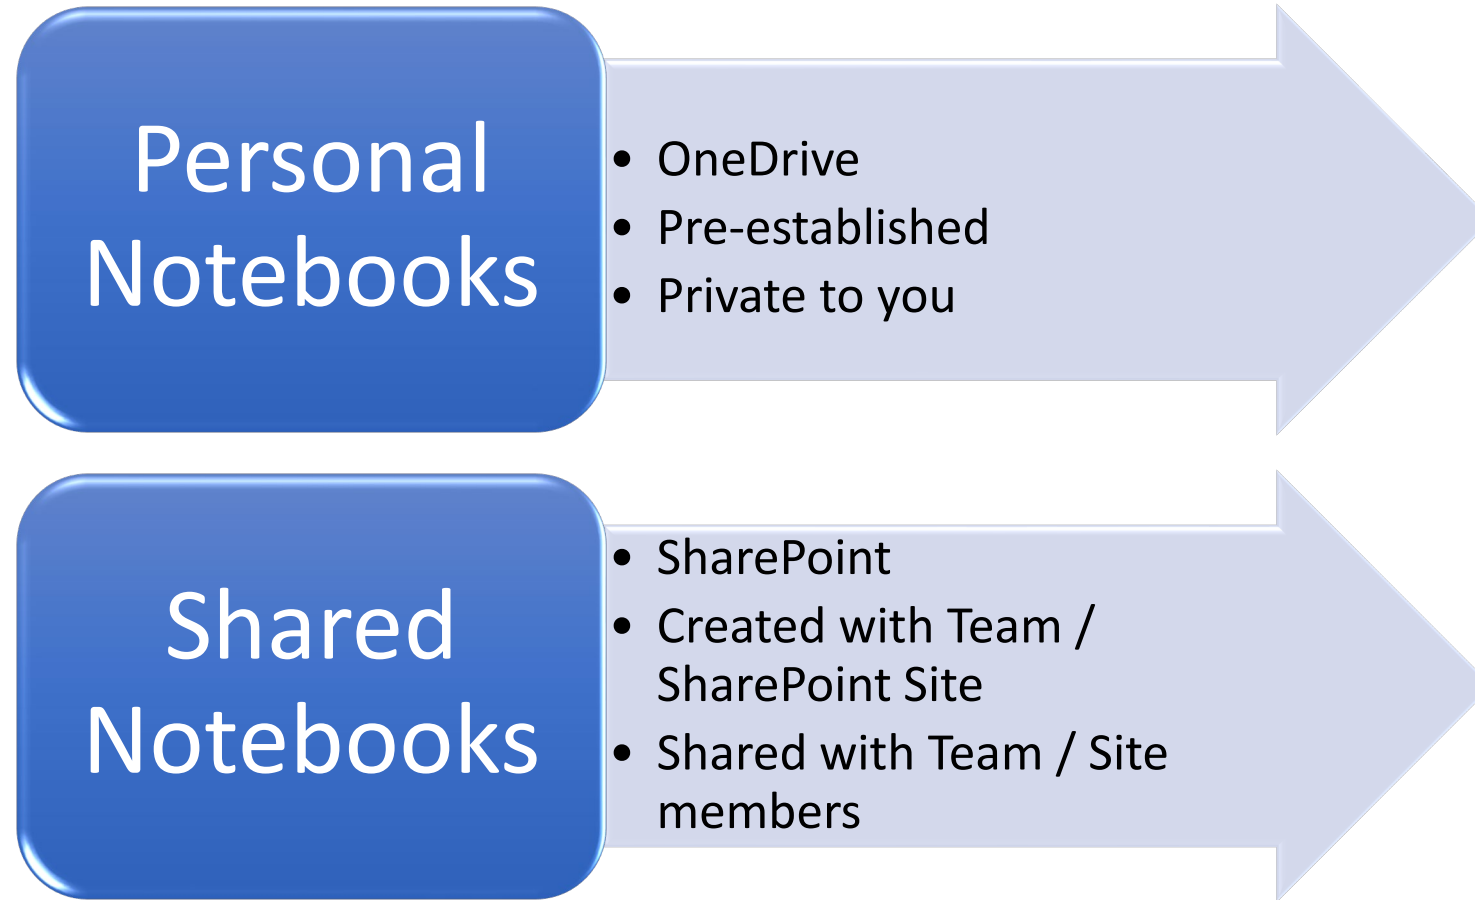 Personal
Notebooks
• OneDrive
• Pre-established
• Private to you
Shared
Notebooks
• SharePoint
• Created with Team /
SharePoint Site
• Shared with Team / Site
members